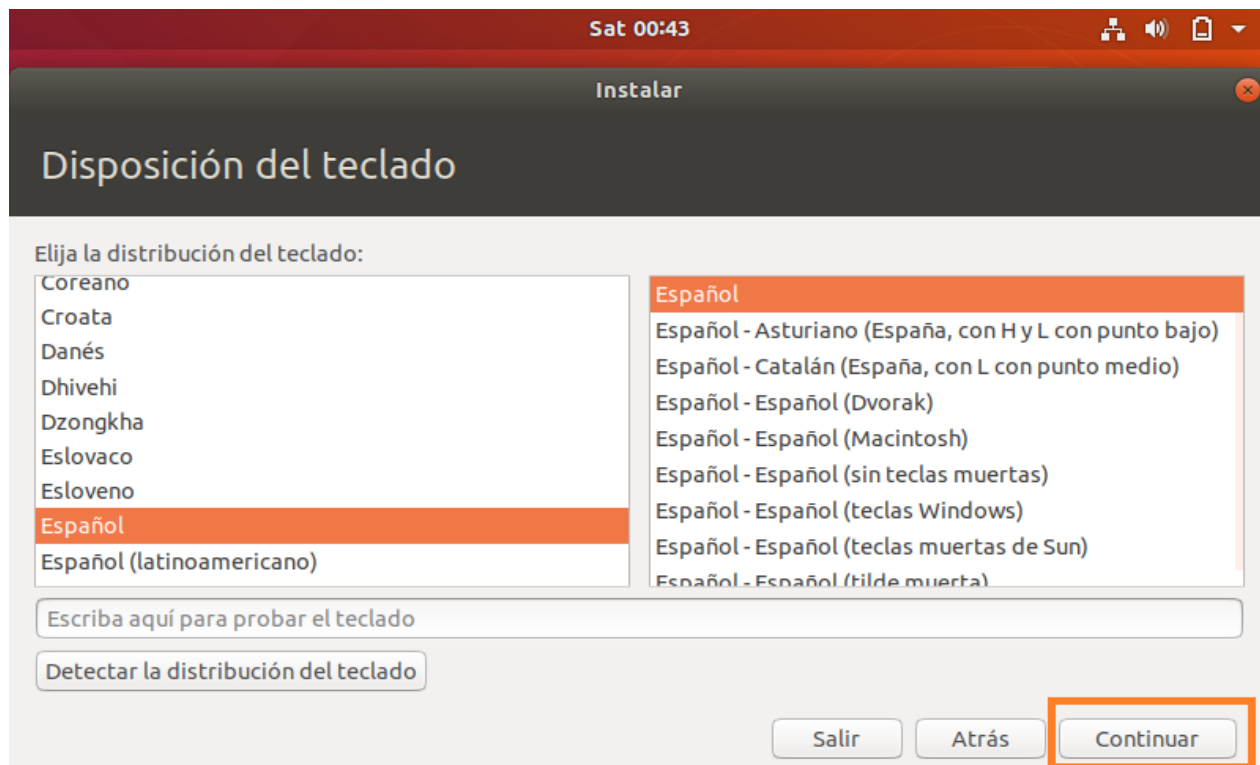 Sat 00:43
Instalar
Disposición del teclado
Elija la distribución del teclado:
Coreano
Croata
Danés
Dhivehi
Dzongkha
Eslovaco
Esloveno
Español
Español (latinoamericano)
Español
Español - Asturiano (España, con H y L con punto bajo)
Español - Catalán (España, con L con punto medio)
Español - Español (Dvorak)
Español - Español (Macintosh)
Español - Español (sin teclas muertas)
Español - Español (teclas Windows)
Español - Español (teclas muertas de Sun)
Español - Español (tilde muerta)
Escriba aquí para probar el teclado
Detectar la distribución del teclado
Salir Atrás Continuar